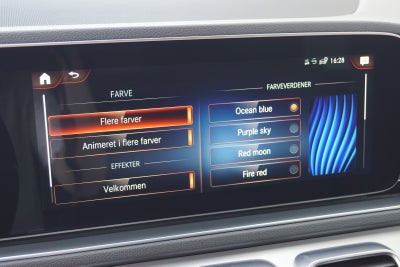 16:28
FARVE
Flere farver
Animeret i flere farver
EFFEKTER
Velkommen
FARVEVERDENER
Ocean blue
Purple sky
Red moon
Fire red